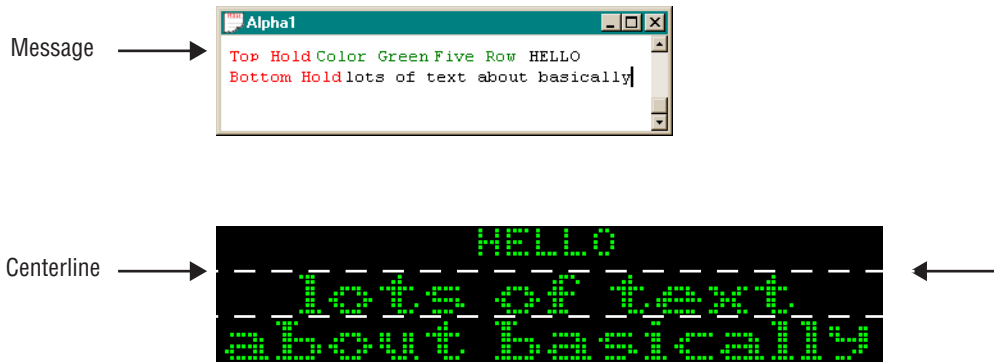 Alpha1
Message
Top Hold Color Green Five Row HELLO
Bottom Hold lots of text about basically
HELLO
Centerline
lots of text
about basically